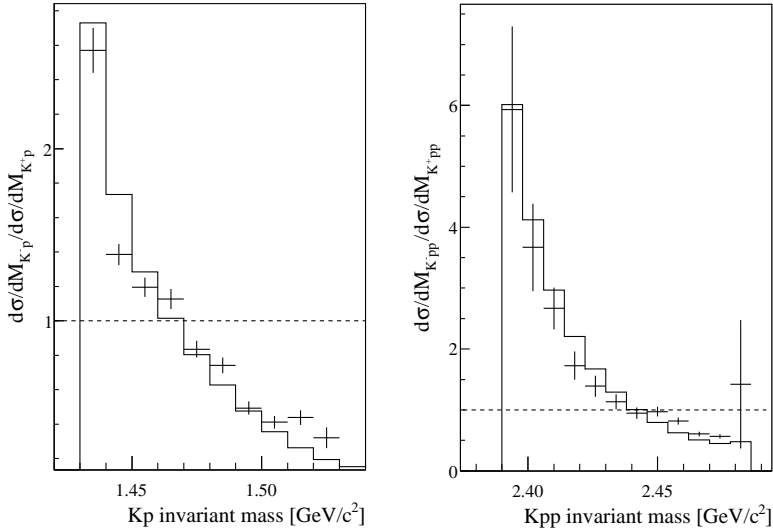 dσ/dM_{K⁻p}/dσ/dM_{K⁺p}
2
1
1.45 1.50
Kp invariant mass [GeV/c²]
dσ/dM_{K⁻pp}/dσ/dM_{K⁺pp}
6
4
2
0
2.40 2.45
Kpp invariant mass [GeV/c²]